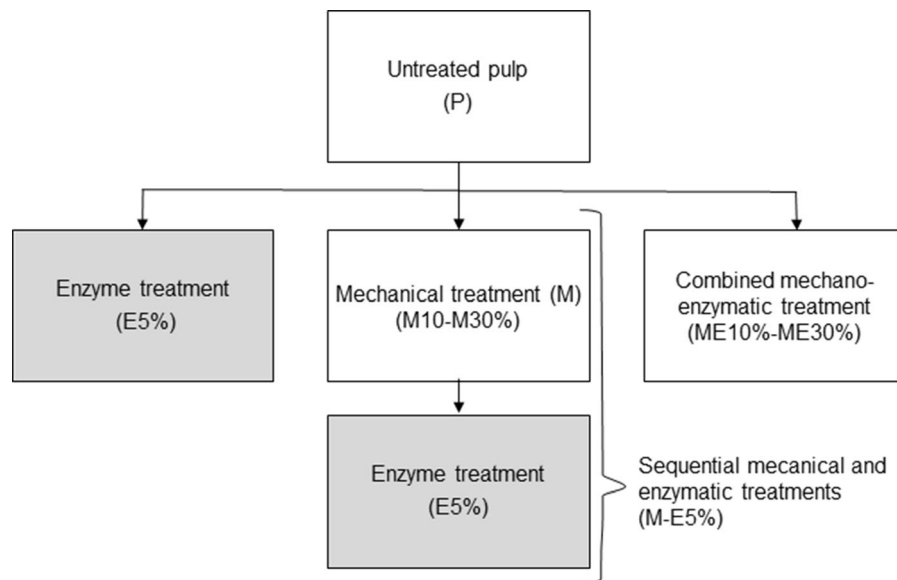 Untreated pulp
(P)
Enzyme treatment
(E5%)
Mechanical treatment (M)
(M10-M30%)
Combined mechano-
enzymatic treatment
(ME10%-ME30%)
Enzyme treatment
(E5%)
Sequential mecanical and
enzymatic treatments
(M-E5%)